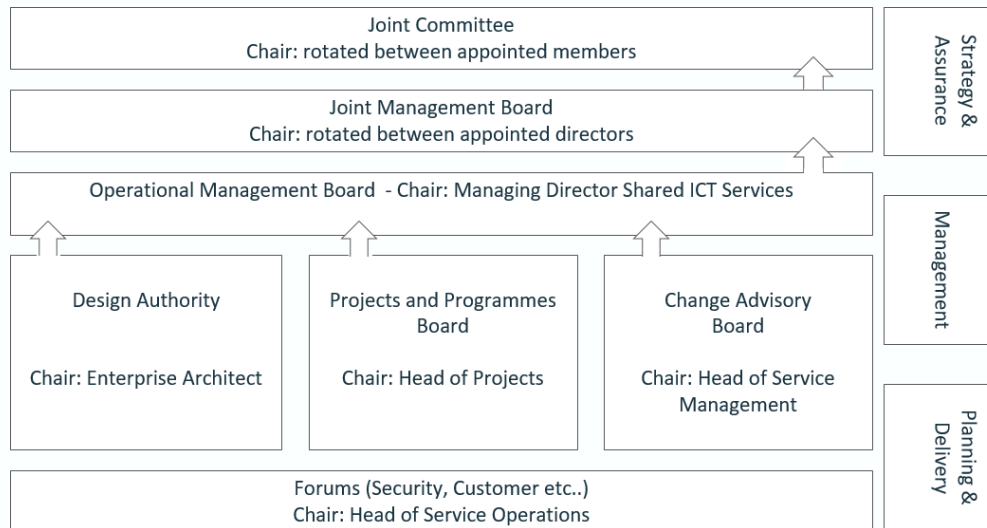 Joint Committee
Chair: rotated between appointed members
Joint Management Board
Chair: rotated between appointed directors
Operational Management Board - Chair: Managing Director Shared ICT Services
Design Authority
Chair: Enterprise Architect
Projects and Programmes
Board
Chair: Head of Projects
Change Advisory
Board
Chair: Head of Service
Management
Forums (Security, Customer etc..)
Chair: Head of Service Operations
Strategy &
Assurance
Management
Planning &
Delivery